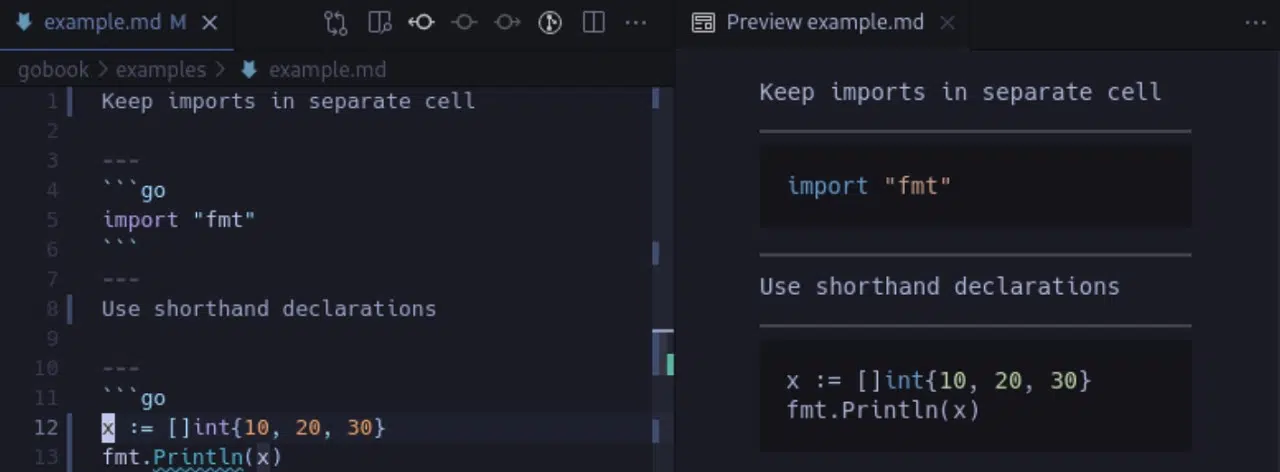 example.md M
gobook > examples > example.md
1 Keep imports in separate cell
2
3 ---
4 ```go
5 import "fmt"
6 ```
7 ---
8 Use shorthand declarations
9
10 ---
11 ```go
12 x := []int{10, 20, 30}
13 fmt.Println(x)
Preview example.md
Keep imports in separate cell
import "fmt"
Use shorthand declarations
x := []int{10, 20, 30}
fmt.Println(x)